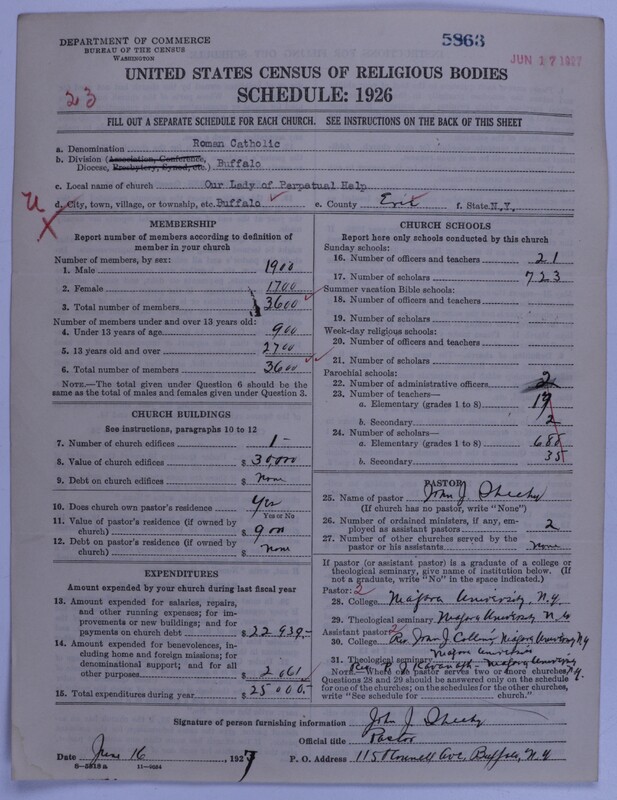 DEPARTMENT OF COMMERCE
BUREAU OF THE CENSUS
WASHINGTON
5863
JUN 17 1927
UNITED STATES CENSUS OF RELIGIOUS BODIES
SCHEDULE: 1926
23
FILL OUT A SEPARATE SCHEDULE FOR EACH CHURCH. SEE INSTRUCTIONS ON THE BACK OF THIS SHEET
a. Denomination Roman Catholic
b. Division (Association, Conference, Diocese, Presbytery, Synod, etc.) Buffalo
c. Local name of church Our Lady of Perpetual Help
d. City, town, village, or township, etc. Buffalo e. County Erie f. State N.Y.
MEMBERSHIP
Report number of members according to definition of member in your church
Number of members, by sex:
1. Male 1900
2. Female 1700
3. Total number of members 3600
Number of members under and over 13 years old:
4. Under 13 years of age 900
5. 13 years old and over 2700
6. Total number of members 3600
NOTE.—The total given under Question 6 should be same as the total of males and females given under Question 3.
CHURCH BUILDINGS
See instructions, paragraphs 10 to 12
7. Number of church edifices 1-
8. Value of church edifices $ 30,000
9. Debt on church edifices $ none
10. Does church own pastor's residence Yes
Yes or No
11. Value of pastor's residence (if owned by church) $ 900
12. Debt on pastor's residence (if owned by church) $ none
EXPENDITURES
Amount expended by your church during last fiscal year
13. Amount expended for salaries, repairs, and other running expenses; for improvements or new buildings; and for payments on church debt $ 22 939.-
14. Amount expended for benevolences, including home and foreign missions; for denominational support; and for all other purposes $ 2 061
15. Total expenditures during year $ 25 000.-
CHURCH SCHOOLS
Report here only schools conducted by this church
Sunday schools:
16. Number of officers and teachers 21
17. Number of scholars 723
Summer vacation Bible schools:
18. Number of officers and teachers
19. Number of scholars
Week-day religious schools:
20. Number of officers and teachers
21. Number of scholars
Parochial schools:
22. Number of administrative officers 2
23. Number of teachers—
a. Elementary (grades 1 to 8) 17
b. Secondary 2
24. Number of scholars—
a. Elementary (grades 1 to 8) 685
b. Secondary 35
PASTOR
25. Name of pastor John J. Sheehy
(If church has no pastor, write "None")
26. Number of ordained ministers, if any, employed as assistant pastors 2
27. Number of other churches served by the pastor or his assistants none
If pastor (or assistant pastor) is a graduate of a college or theological seminary, give name of institution below. (If not a graduate, write "No" in the space indicated.)
Pastor: 2
28. College Niagara University N.Y.
29. Theological seminary Niagara University N.Y.
Assistant pastor: 2
30. College Rev. John J. Collins Niagara University N.Y.
Niagara University
31. Theological seminary Rev. Kavanagh - Niagara University N.Y.
NOTE.—Where the pastor serves two or more churches, Questions 28 and 29 should be answered only on the schedule for one of the churches; on the schedules for the other churches, write "See schedule for church."
Signature of person furnishing information John J. Sheehy
Official title Pastor
Date June 16 1927 P. O. Address 115 O'Connell Ave, Buffalo, N.Y
8-5518a 11-9094